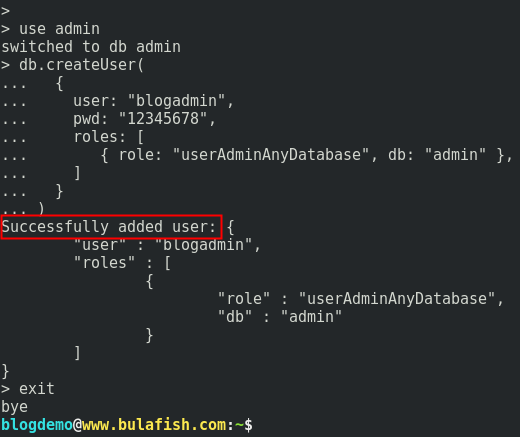 >
> use admin
switched to db admin
> db.createUser(
...   {
...     user: "blogadmin",
...     pwd: "12345678",
...     roles: [
...        { role: "userAdminAnyDatabase", db: "admin" },
...     ]
...   }
... )
Successfully added user: {
        "user" : "blogadmin",
        "roles" : [
                {
                        "role" : "userAdminAnyDatabase",
                        "db" : "admin"
                }
        ]
}
> exit
bye
blogdemo@www.bulafish.com:~$